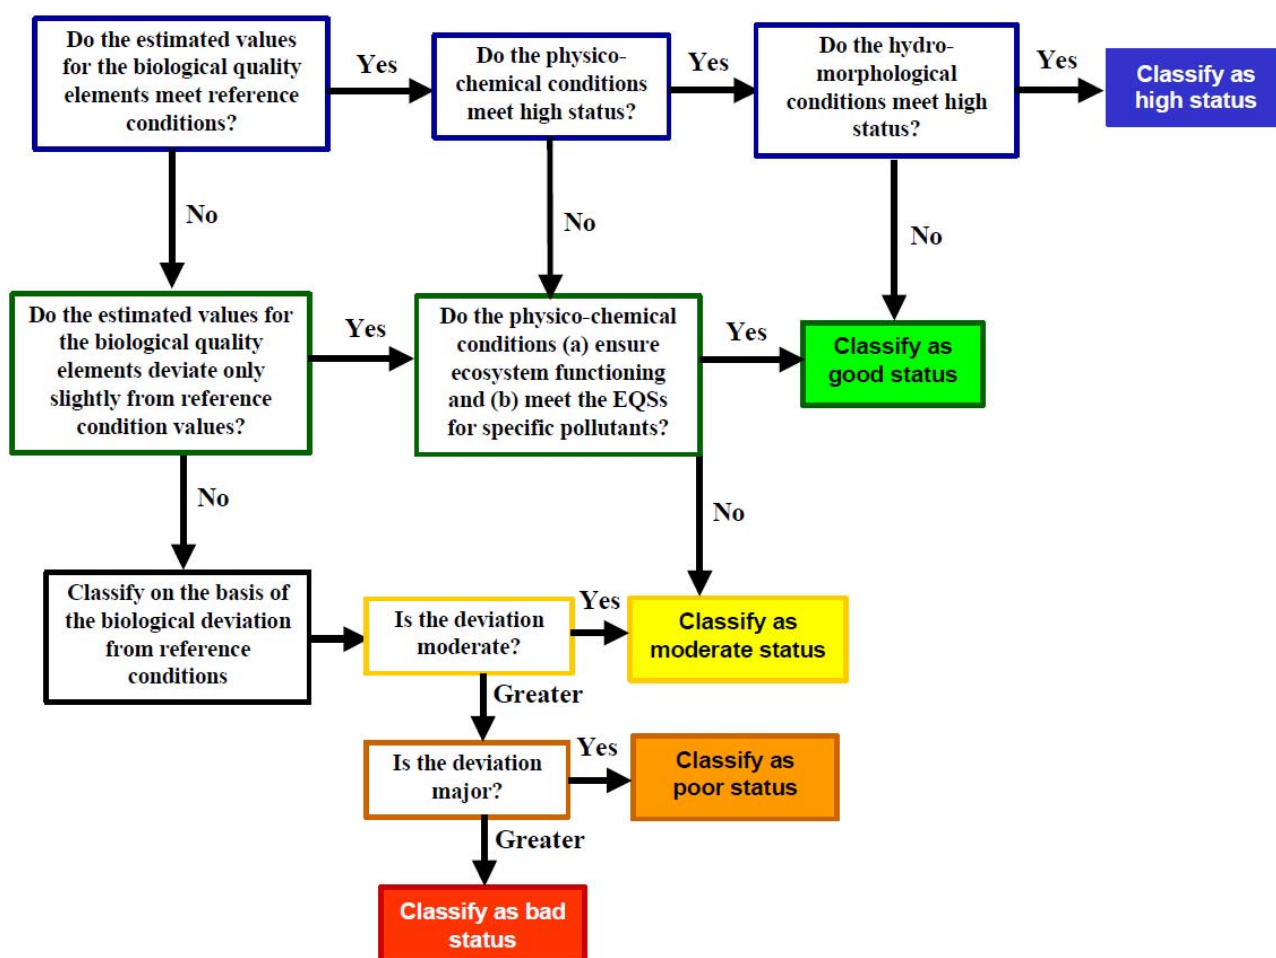 Do the estimated values
for the biological quality
elements meet reference
conditions?
Yes
Do the physico-
chemical conditions
meet high status?
Yes
Do the hydro-
morphological
conditions meet high
status?
Yes
Classify as
high status
No
No
No
Do the estimated values for
the biological quality
elements deviate only
slightly from reference
condition values?
Yes
Do the physico-chemical
conditions (a) ensure
ecosystem functioning
and (b) meet the EQSs
for specific pollutants?
Yes
Classify as
good status
No
No
Classify on the basis of
the biological deviation
from reference
conditions
Is the deviation
moderate?
Yes
Classify as
moderate status
Greater
Is the deviation
major?
Yes
Classify as
poor status
Greater
Classify as bad
status